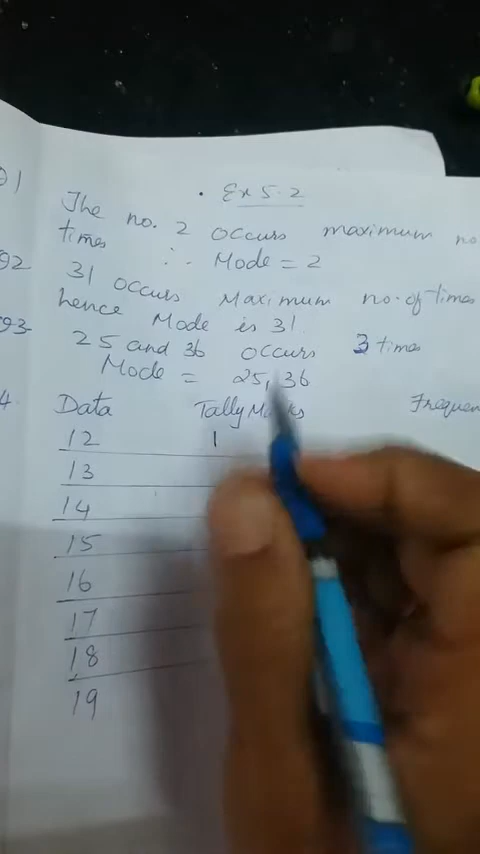 Ex 5.2
Q1 The no. 2 occurs maximum no
times ∴ Mode = 2
Q2 31 occurs maximum no. of times
hence Mode is 31.
Q3 25 and 36 occurs 3 times
Mode = 25, 36
4. Data Tally Marks Frequen
12 |
13
14
15
16
17
18
19